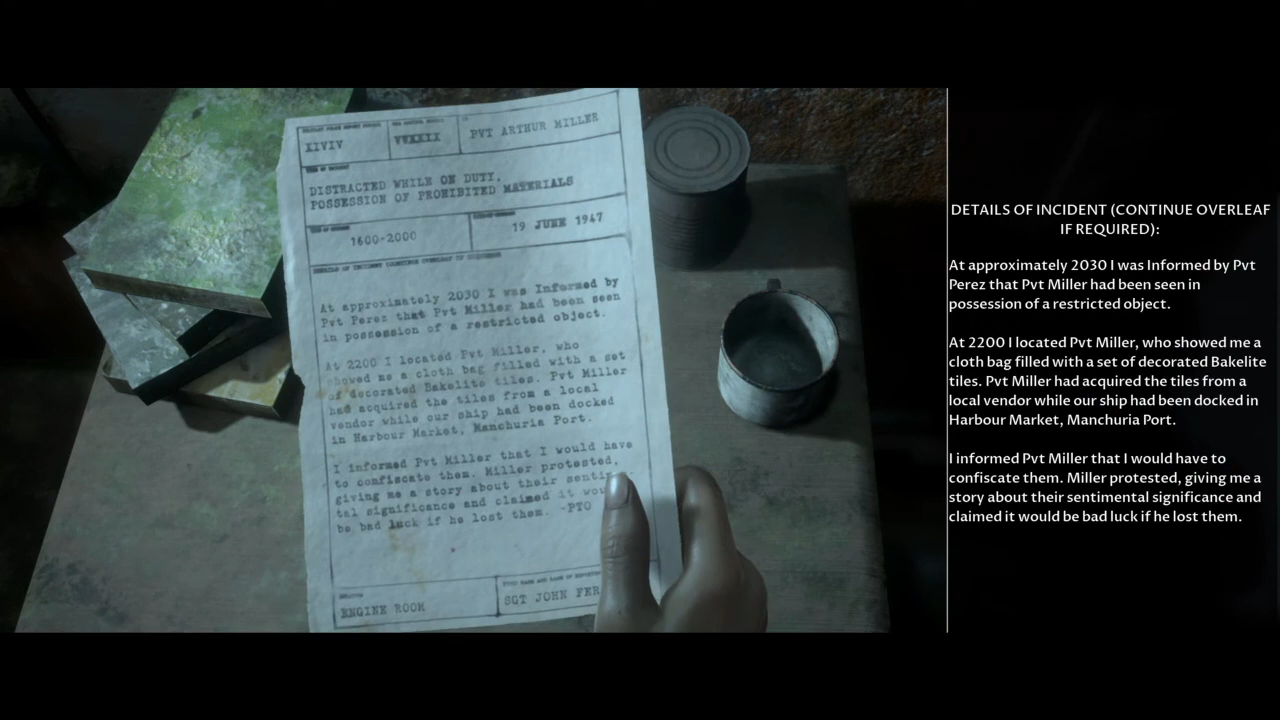 XIVIV
VVXXIX
PVT ARTHUR MILLER
DISTRACTED WHILE ON DUTY.
POSSESSION OF PROHIBITED MATERIALS
1600-2000
19 JUNE 1947
At approximately 2030 I was Informed by
Pvt Perez that Pvt Miller had been seen
in possession of a restricted object.
At 2200 I located Pvt Miller, who
showed me a cloth bag filled with a set
of decorated Bakelite tiles. Pvt Miller
had acquired the tiles from a local
vendor while our ship had been docked
in Harbour Market, Manchuria Port.
I informed Pvt Miller that I would have
to confiscate them. Miller protested,
giving me a story about their senti
tal significance and claimed it wou
be bad luck if he lost them. -PTO
ENGINE ROOM
SGT JOHN FER
DETAILS OF INCIDENT (CONTINUE OVERLEAF
IF REQUIRED):
At approximately 2030 I was Informed by Pvt
Perez that Pvt Miller had been seen in
possession of a restricted object.
At 2200 I located Pvt Miller, who showed me a
cloth bag filled with a set of decorated Bakelite
tiles. Pvt Miller had acquired the tiles from a
local vendor while our ship had been docked in
Harbour Market, Manchuria Port.
I informed Pvt Miller that I would have to
confiscate them. Miller protested, giving me a
story about their sentimental significance and
claimed it would be bad luck if he lost them.